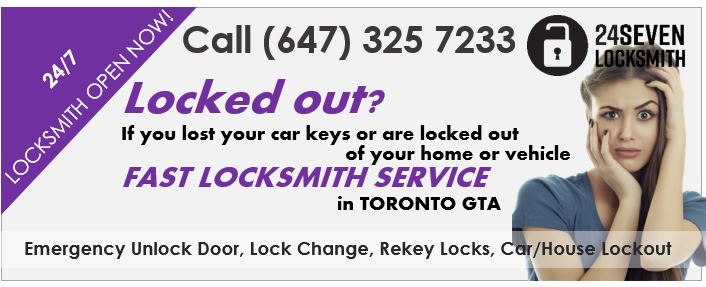 24/7
LOCKSMITH OPEN NOW!
Call (647) 325 7233
24SEVEN
LOCKSMITH
Locked out?
If you lost your car keys or are locked out
of your home or vehicle
FAST LOCKSMITH SERVICE
in TORONTO GTA
Emergency Unlock Door, Lock Change, Rekey Locks, Car/House Lockout